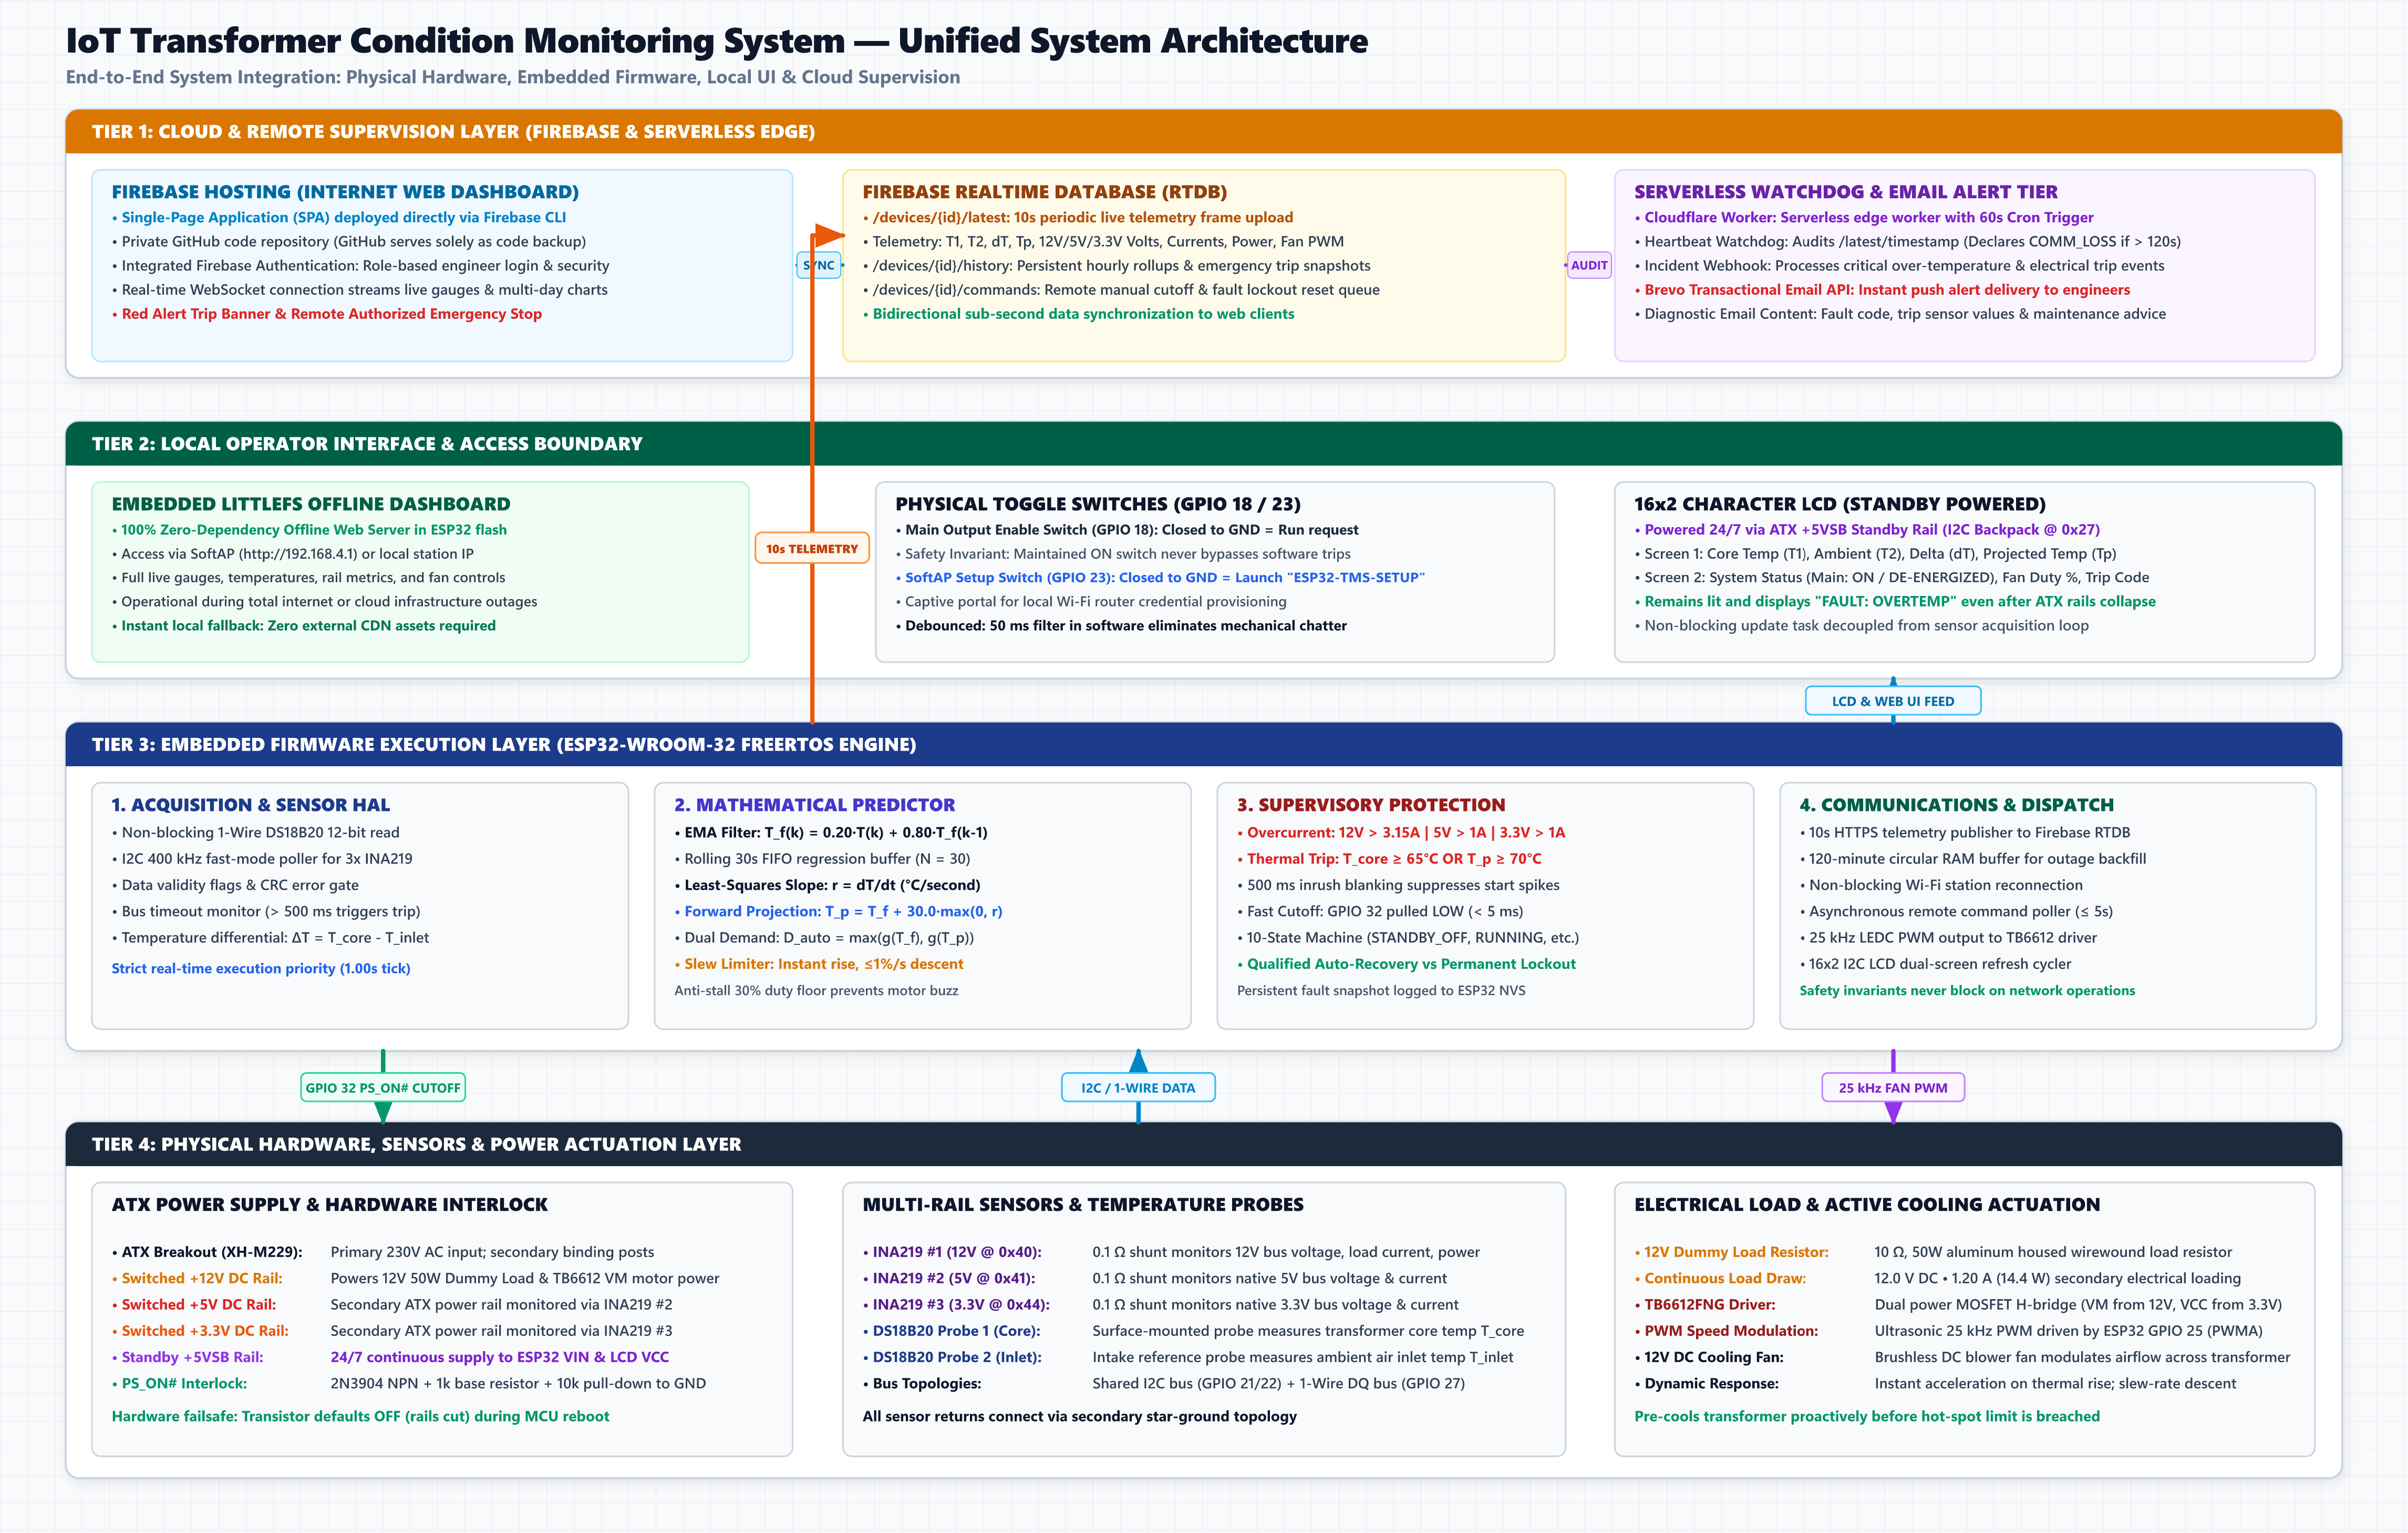 IoT Transformer Condition Monitoring System — Unified System Architecture
End-to-End System Integration: Physical Hardware, Embedded Firmware, Local UI & Cloud Supervision
TIER 1: CLOUD & REMOTE SUPERVISION LAYER (FIREBASE & SERVERLESS EDGE)
FIREBASE HOSTING (INTERNET WEB DASHBOARD)
• Single-Page Application (SPA) deployed directly via Firebase CLI
• Private GitHub code repository (GitHub serves solely as code backup)
• Integrated Firebase Authentication: Role-based engineer login & security
• Real-time WebSocket connection streams live gauges & multi-day charts
• Red Alert Trip Banner & Remote Authorized Emergency Stop
SYNC
FIREBASE REALTIME DATABASE (RTDB)
• /devices/{id}/latest: 10s periodic live telemetry frame upload
• Telemetry: T1, T2, dT, Tp, 12V/5V/3.3V Volts, Currents, Power, Fan PWM
• /devices/{id}/history: Persistent hourly rollups & emergency trip snapshots
• /devices/{id}/commands: Remote manual cutoff & fault lockout reset queue
• Bidirectional sub-second data synchronization to web clients
AUDIT
SERVERLESS WATCHDOG & EMAIL ALERT TIER
• Cloudflare Worker: Serverless edge worker with 60s Cron Trigger
• Heartbeat Watchdog: Audits /latest/timestamp (Declares COMM_LOSS if > 120s)
• Incident Webhook: Processes critical over-temperature & electrical trip events
• Brevo Transactional Email API: Instant push alert delivery to engineers
• Diagnostic Email Content: Fault code, trip sensor values & maintenance advice
TIER 2: LOCAL OPERATOR INTERFACE & ACCESS BOUNDARY
EMBEDDED LITTLEFS OFFLINE DASHBOARD
• 100% Zero-Dependency Offline Web Server in ESP32 flash
• Access via SoftAP (http://192.168.4.1) or local station IP
• Full live gauges, temperatures, rail metrics, and fan controls
• Operational during total internet or cloud infrastructure outages
• Instant local fallback: Zero external CDN assets required
10s TELEMETRY
PHYSICAL TOGGLE SWITCHES (GPIO 18 / 23)
• Main Output Enable Switch (GPIO 18): Closed to GND = Run request
• Safety Invariant: Maintained ON switch never bypasses software trips
• SoftAP Setup Switch (GPIO 23): Closed to GND = Launch "ESP32-TMS-SETUP"
• Captive portal for local Wi-Fi router credential provisioning
• Debounced: 50 ms filter in software eliminates mechanical chatter
16x2 CHARACTER LCD (STANDBY POWERED)
• Powered 24/7 via ATX +5VSB Standby Rail (I2C Backpack @ 0x27)
• Screen 1: Core Temp (T1), Ambient (T2), Delta (dT), Projected Temp (Tp)
• Screen 2: System Status (Main: ON / DE-ENERGIZED), Fan Duty %, Trip Code
• Remains lit and displays "FAULT: OVERTEMP" even after ATX rails collapse
• Non-blocking update task decoupled from sensor acquisition loop
LCD & WEB UI FEED
TIER 3: EMBEDDED FIRMWARE EXECUTION LAYER (ESP32-WROOM-32 FREERTOS ENGINE)
1. ACQUISITION & SENSOR HAL
• Non-blocking 1-Wire DS18B20 12-bit read
• I2C 400 kHz fast-mode poller for 3x INA219
• Data validity flags & CRC error gate
• Bus timeout monitor (> 500 ms triggers trip)
• Temperature differential: ΔT = T_core - T_inlet
Strict real-time execution priority (1.00s tick)
2. MATHEMATICAL PREDICTOR
• EMA Filter: T_f(k) = 0.20·T(k) + 0.80·T_f(k-1)
• Rolling 30s FIFO regression buffer (N = 30)
• Least-Squares Slope: r = dT/dt (°C/second)
• Forward Projection: T_p = T_f + 30.0·max(0, r)
• Dual Demand: D_auto = max(g(T_f), g(T_p))
• Slew Limiter: Instant rise, ≤1%/s descent
Anti-stall 30% duty floor prevents motor buzz
3. SUPERVISORY PROTECTION
• Overcurrent: 12V > 3.15A | 5V > 1A | 3.3V > 1A
• Thermal Trip: T_core ≥ 65°C OR T_p ≥ 70°C
• 500 ms inrush blanking suppresses start spikes
• Fast Cutoff: GPIO 32 pulled LOW (< 5 ms)
• 10-State Machine (STANDBY_OFF, RUNNING, etc.)
• Qualified Auto-Recovery vs Permanent Lockout
Persistent fault snapshot logged to ESP32 NVS
4. COMMUNICATIONS & DISPATCH
• 10s HTTPS telemetry publisher to Firebase RTDB
• 120-minute circular RAM buffer for outage backfill
• Non-blocking Wi-Fi station reconnection
• Asynchronous remote command poller (≤ 5s)
• 25 kHz LEDC PWM output to TB6612 driver
• 16x2 I2C LCD dual-screen refresh cycler
Safety invariants never block on network operations
GPIO 32 PS_ON# CUTOFF
I2C / 1-WIRE DATA
25 kHz FAN PWM
TIER 4: PHYSICAL HARDWARE, SENSORS & POWER ACTUATION LAYER
ATX POWER SUPPLY & HARDWARE INTERLOCK
• ATX Breakout (XH-M229): Primary 230V AC input; secondary binding posts
• Switched +12V DC Rail: Powers 12V 50W Dummy Load & TB6612 VM motor power
• Switched +5V DC Rail: Secondary ATX power rail monitored via INA219 #2
• Switched +3.3V DC Rail: Secondary ATX power rail monitored via INA219 #3
• Standby +5VSB Rail: 24/7 continuous supply to ESP32 VIN & LCD VCC
• PS_ON# Interlock: 2N3904 NPN + 1k base resistor + 10k pull-down to GND
Hardware failsafe: Transistor defaults OFF (rails cut) during MCU reboot
MULTI-RAIL SENSORS & TEMPERATURE PROBES
• INA219 #1 (12V @ 0x40): 0.1 Ω shunt monitors 12V bus voltage, load current, power
• INA219 #2 (5V @ 0x41): 0.1 Ω shunt monitors native 5V bus voltage & current
• INA219 #3 (3.3V @ 0x44): 0.1 Ω shunt monitors native 3.3V bus voltage & current
• DS18B20 Probe 1 (Core): Surface-mounted probe measures transformer core temp T_core
• DS18B20 Probe 2 (Inlet): Intake reference probe measures ambient air inlet temp T_inlet
• Bus Topologies: Shared I2C bus (GPIO 21/22) + 1-Wire DQ bus (GPIO 27)
All sensor returns connect via secondary star-ground topology
ELECTRICAL LOAD & ACTIVE COOLING ACTUATION
• 12V Dummy Load Resistor: 10 Ω, 50W aluminum housed wirewound load resistor
• Continuous Load Draw: 12.0 V DC • 1.20 A (14.4 W) secondary electrical loading
• TB6612FNG Driver: Dual power MOSFET H-bridge (VM from 12V, VCC from 3.3V)
• PWM Speed Modulation: Ultrasonic 25 kHz PWM driven by ESP32 GPIO 25 (PWMA)
• 12V DC Cooling Fan: Brushless DC blower fan modulates airflow across transformer
• Dynamic Response: Instant acceleration on thermal rise; slew-rate descent
Pre-cools transformer proactively before hot-spot limit is breached